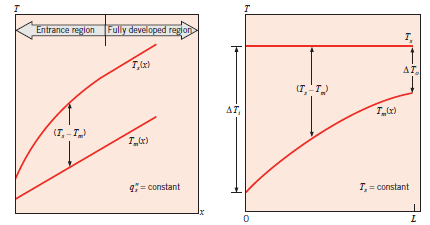 T
Entrance region
Fully developed region
Tₛ(x)
(Tₛ – Tₘ)
Tₘ(x)
q″ₛ = constant
x
T
Tₛ
ΔTₒ
(Tₛ – Tₘ)
ΔTᵢ
Tₘ(x)
Tₛ = constant
0
L